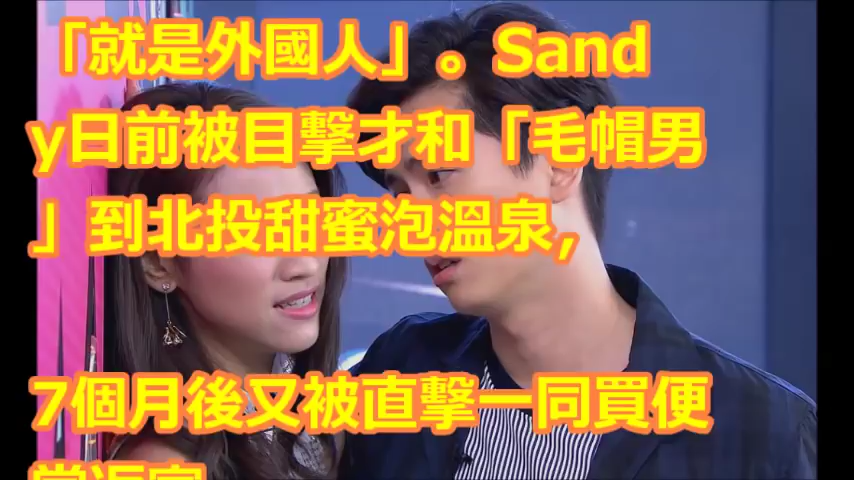 「就是外國人」。Sand
y日前被目擊才和「毛帽男
」到北投甜蜜泡溫泉，
7個月後又被直擊一同買便